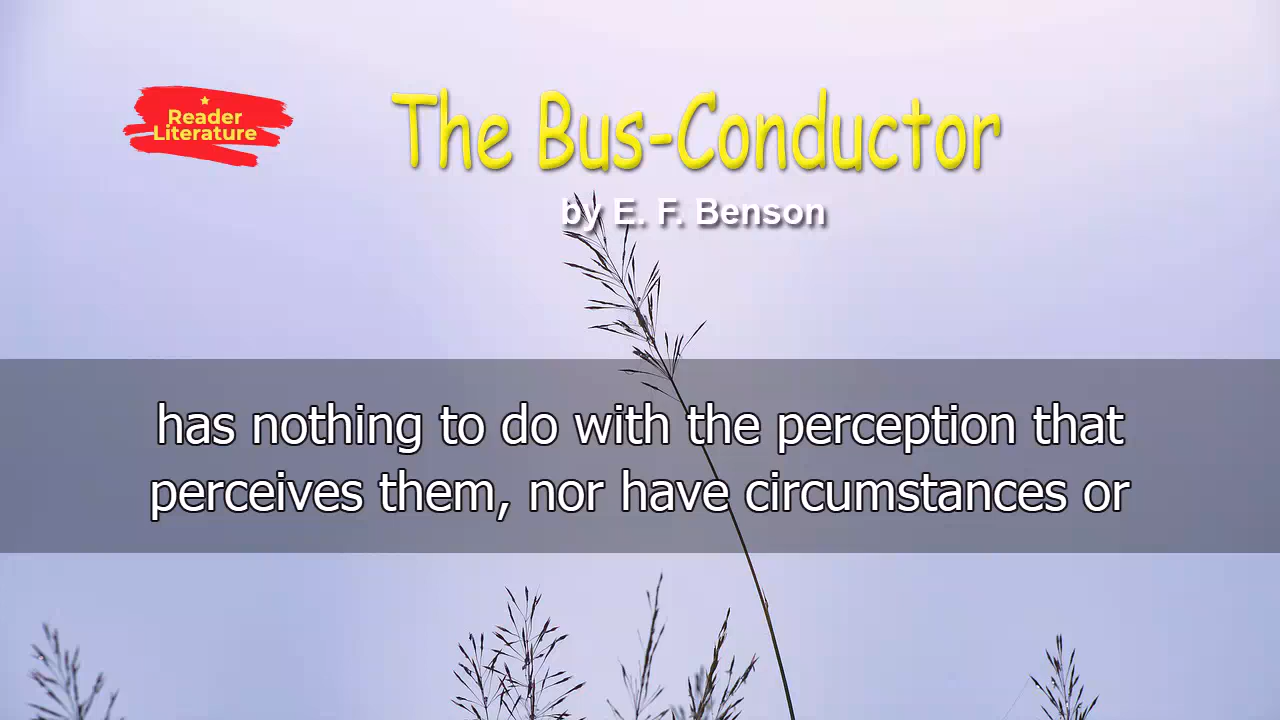 Reader
Literature
The Bus-Conductor
by E. F. Benson
has nothing to do with the perception that
perceives them, nor have circumstances or